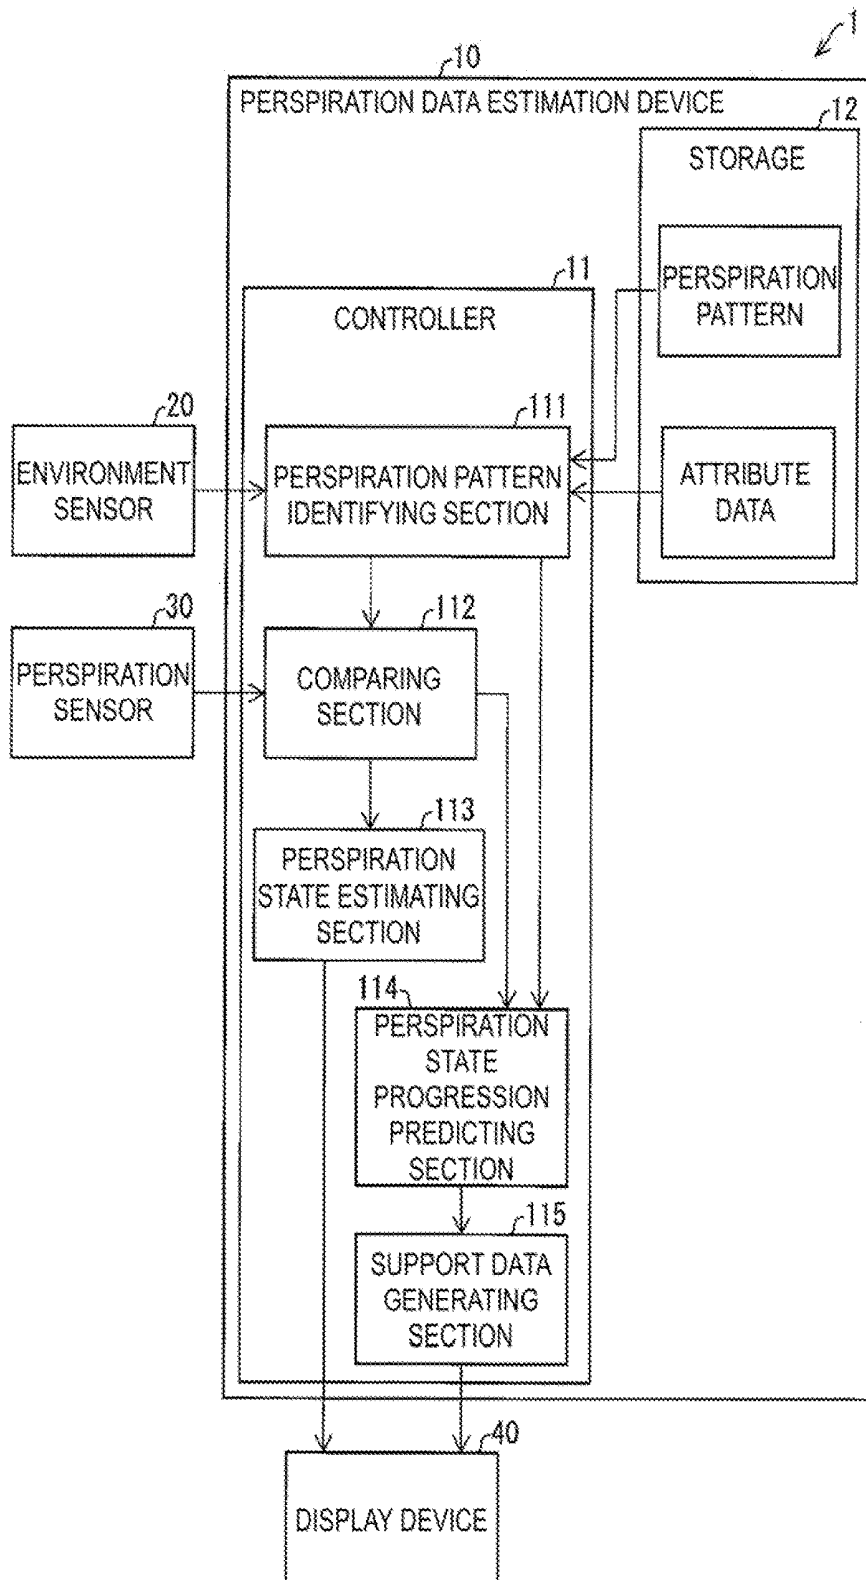 1
10
PERSPIRATION DATA ESTIMATION DEVICE
12
STORAGE
PERSPIRATION
PATTERN
ATTRIBUTE
DATA
11
CONTROLLER
20
ENVIRONMENT
SENSOR
111
PERSPIRATION PATTERN
IDENTIFYING SECTION
30
PERSPIRATION
SENSOR
112
COMPARING
SECTION
113
PERSPIRATION
STATE ESTIMATING
SECTION
114
PERSPIRATION
STATE
PROGRESSION
PREDICTING
SECTION
115
SUPPORT DATA
GENERATING
SECTION
40
DISPLAY DEVICE